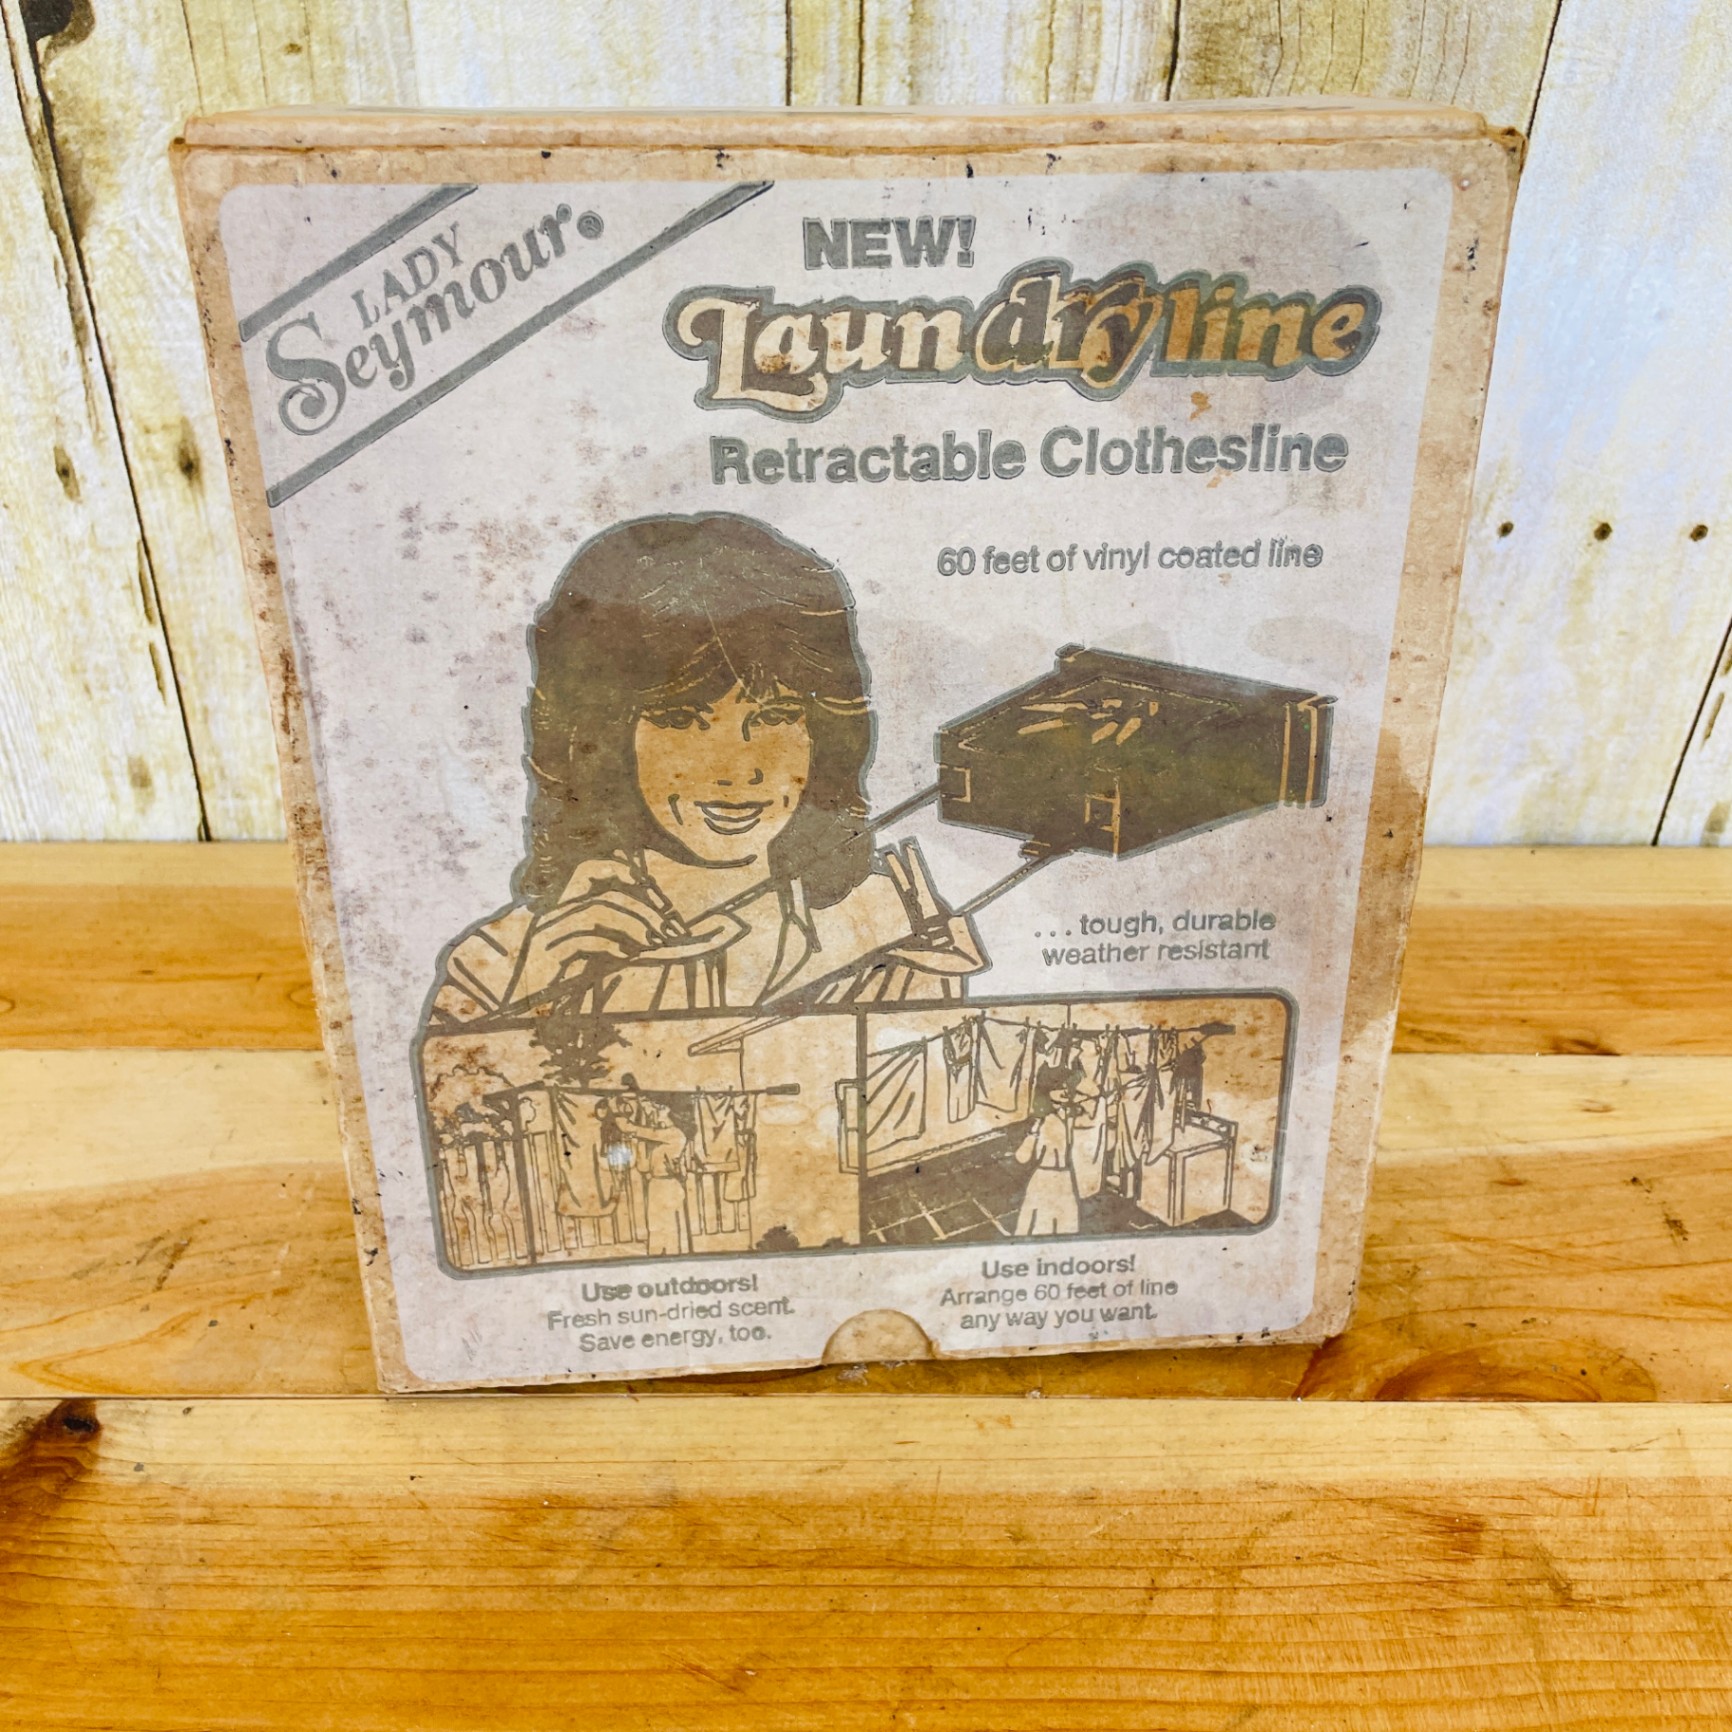 LADY
Seymour.
NEW!
Laundryline
Retractable Clothesline
60 feet of vinyl coated line
...tough, durable
weather resistant
Use outdoors!
Fresh sun-dried scent.
Save energy, too.
Use indoors!
Arrange 60 feet of line
any way you want.